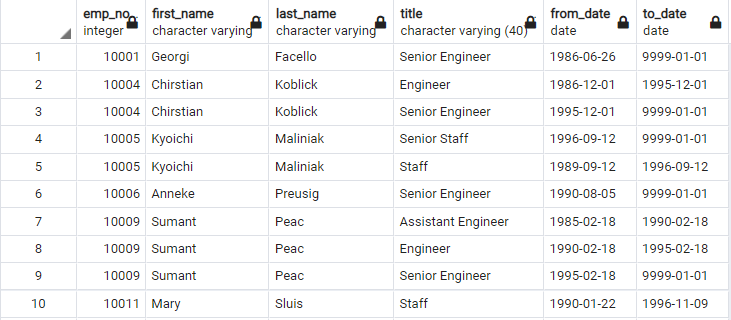 emp_no first_name last_name title from_date to_date
integer character varying character varying character varying (40) date date
1 10001 Georgi Facello Senior Engineer 1986-06-26 9999-01-01
2 10004 Chirstian Koblick Engineer 1986-12-01 1995-12-01
3 10004 Chirstian Koblick Senior Engineer 1995-12-01 9999-01-01
4 10005 Kyoichi Maliniak Senior Staff 1996-09-12 9999-01-01
5 10005 Kyoichi Maliniak Staff 1989-09-12 1996-09-12
6 10006 Anneke Preusig Senior Engineer 1990-08-05 9999-01-01
7 10009 Sumant Peac Assistant Engineer 1985-02-18 1990-02-18
8 10009 Sumant Peac Engineer 1990-02-18 1995-02-18
9 10009 Sumant Peac Senior Engineer 1995-02-18 9999-01-01
10 10011 Mary Sluis Staff 1990-01-22 1996-11-09